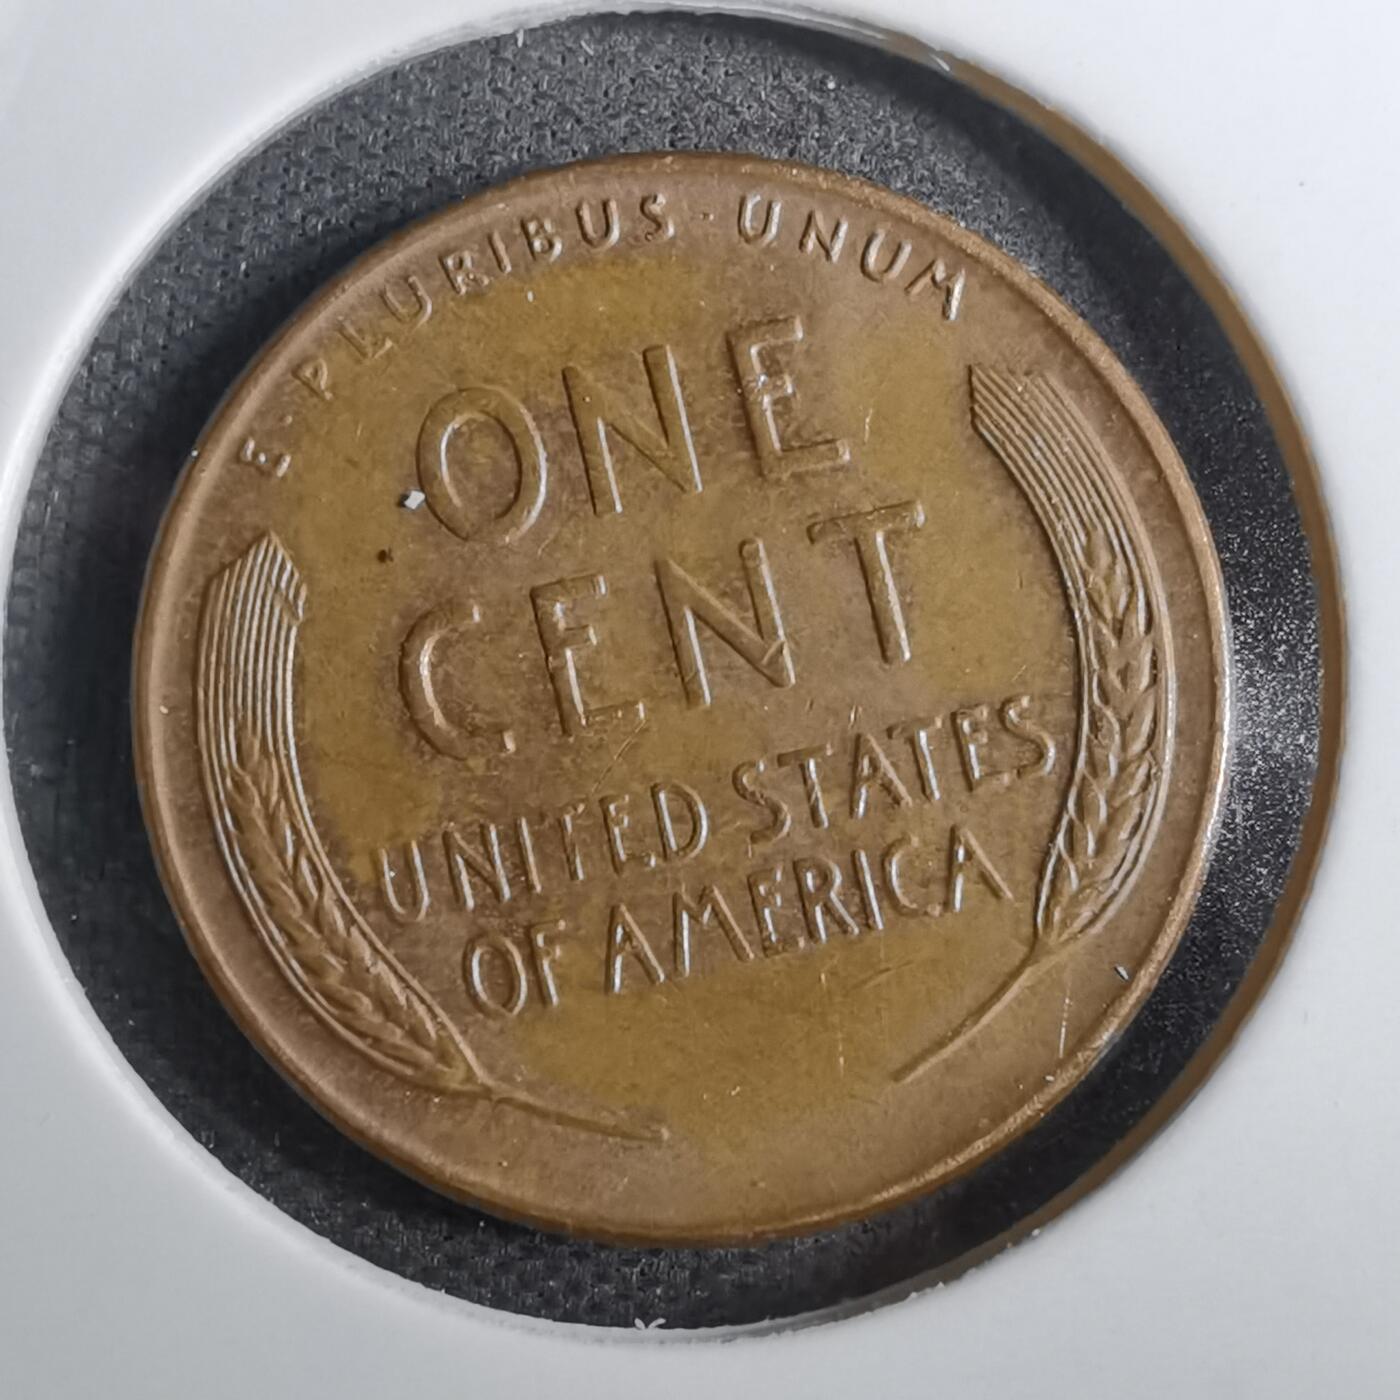 E·PLURIBUS·UNUM
ONE
CENT
UNITED STATES
OF AMERICA